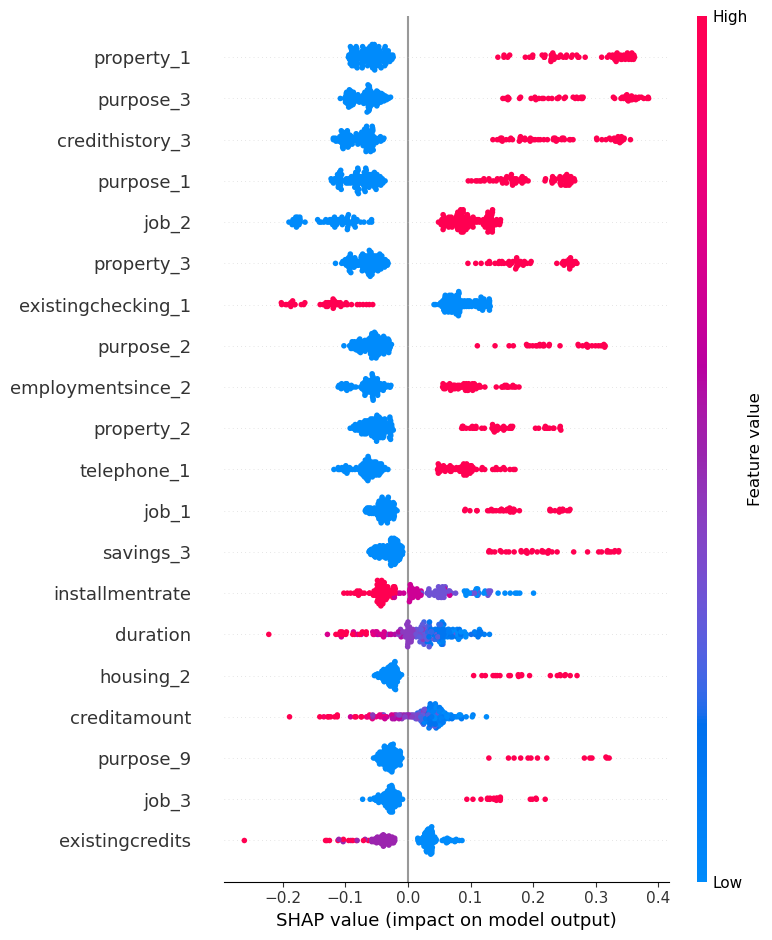 High
property_1
purpose_3
credithistory_3
purpose_1
job_2
property_3
existingchecking_1
purpose_2
employmentsince_2
property_2
telephone_1
job_1
savings_3
installmentrate
duration
housing_2
creditamount
purpose_9
job_3
existingcredits
Feature value
Low
−0.2 −0.1 0.0 0.1 0.2 0.3 0.4
SHAP value (impact on model output)